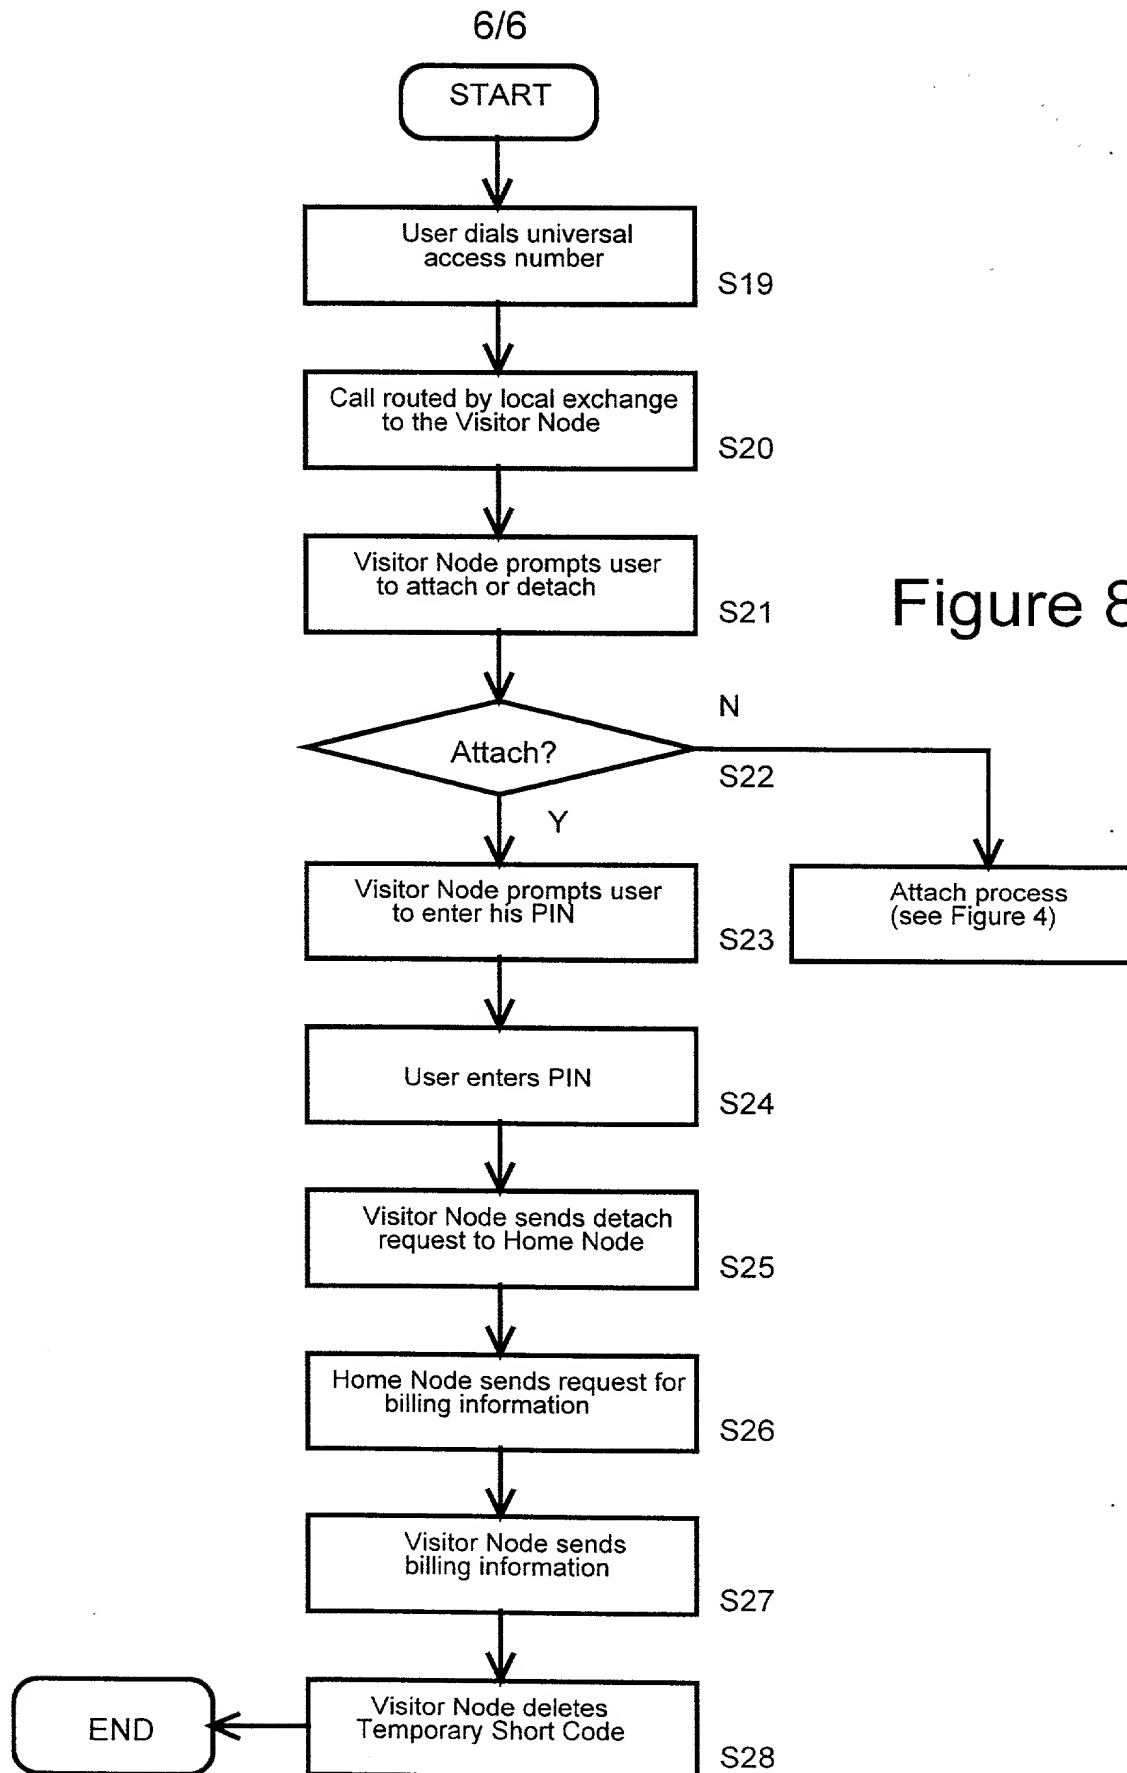 6/6
START
User dials universal
access number
S19
Call routed by local exchange
to the Visitor Node
S20
Visitor Node prompts user
to attach or detach
S21
Figure 8
N
Attach?
S22
Y
Visitor Node prompts user
to enter his PIN
S23
Attach process
(see Figure 4)
User enters PIN
S24
Visitor Node sends detach
request to Home Node
S25
Home Node sends request for
billing information
S26
Visitor Node sends
billing information
S27
Visitor Node deletes
Temporary Short Code
S28
END